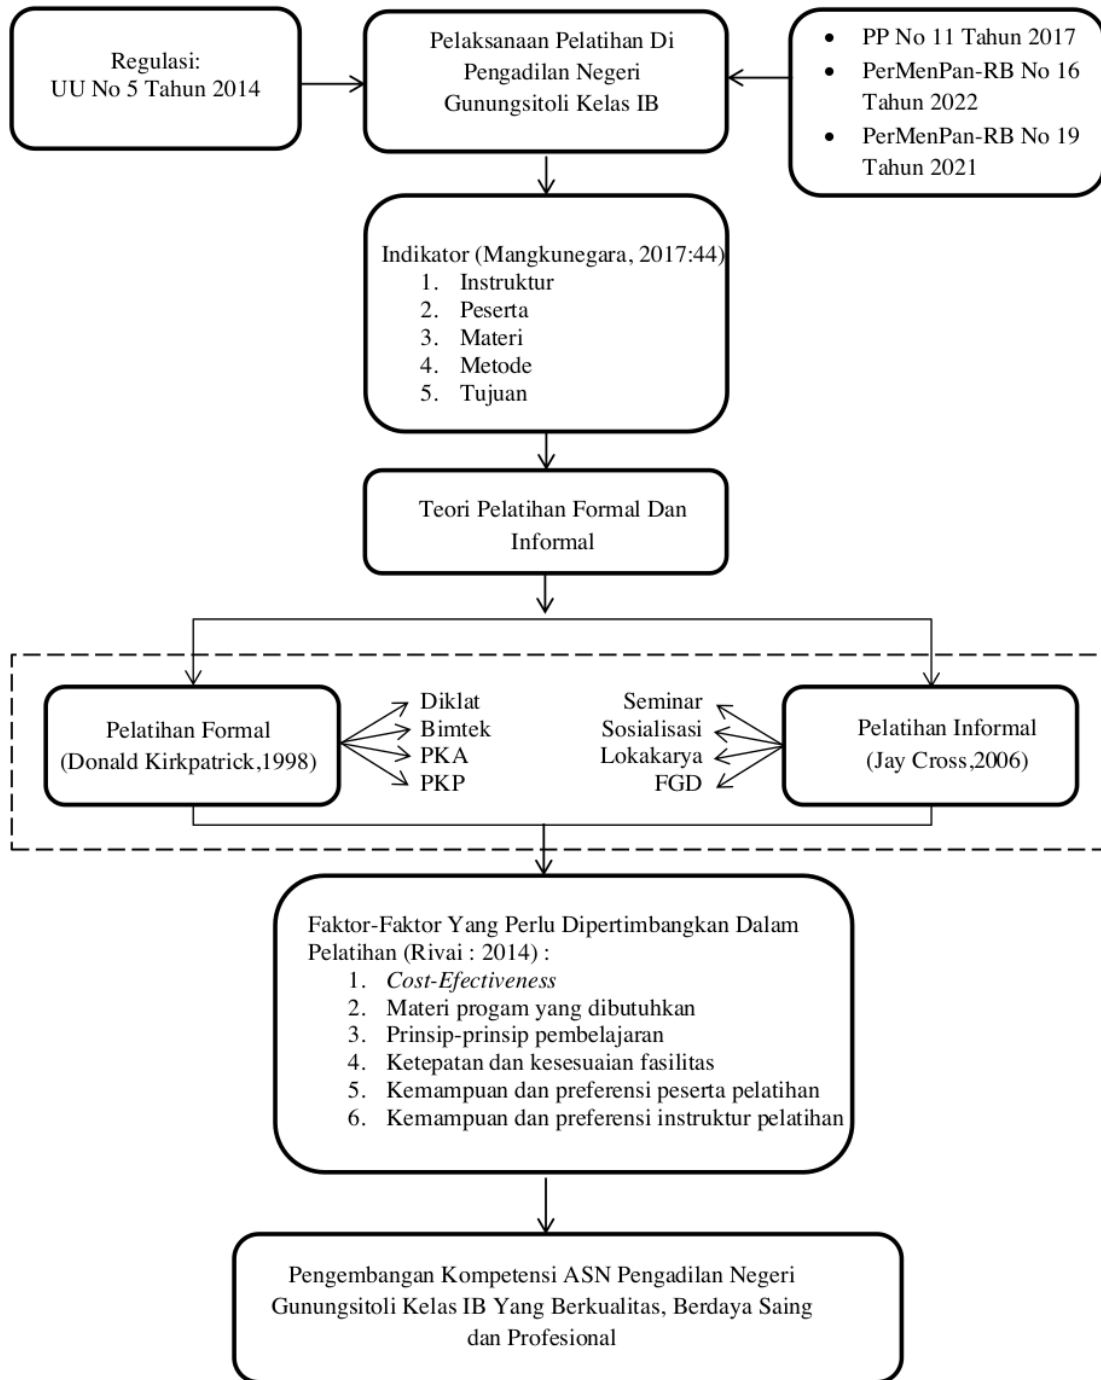 Regulasi:
UU No 5 Tahun 2014
Pelaksanaan Pelatihan Di
Pengadilan Negeri
Gunungsitoli Kelas IB
• PP No 11 Tahun 2017
• PerMenPan-RB No 16
Tahun 2022
• PerMenPan-RB No 19
Tahun 2021
Indikator (Mangkunegara, 2017:44)
1. Instruktur
2. Peserta
3. Materi
4. Metode
5. Tujuan
Teori Pelatihan Formal Dan
Informal
Pelatihan Formal
(Donald Kirkpatrick,1998)
Diklat
Bimtek
PKA
PKP
Seminar
Sosialisasi
Lokakarya
FGD
Pelatihan Informal
(Jay Cross,2006)
Faktor-Faktor Yang Perlu Dipertimbangkan Dalam
Pelatihan (Rivai : 2014) :
1. Cost-Efectiveness
2. Materi progam yang dibutuhkan
3. Prinsip-prinsip pembelajaran
4. Ketepatan dan kesesuaian fasilitas
5. Kemampuan dan preferensi peserta pelatihan
6. Kemampuan dan preferensi instruktur pelatihan
Pengembangan Kompetensi ASN Pengadilan Negeri
Gunungsitoli Kelas IB Yang Berkualitas, Berdaya Saing
dan Profesional